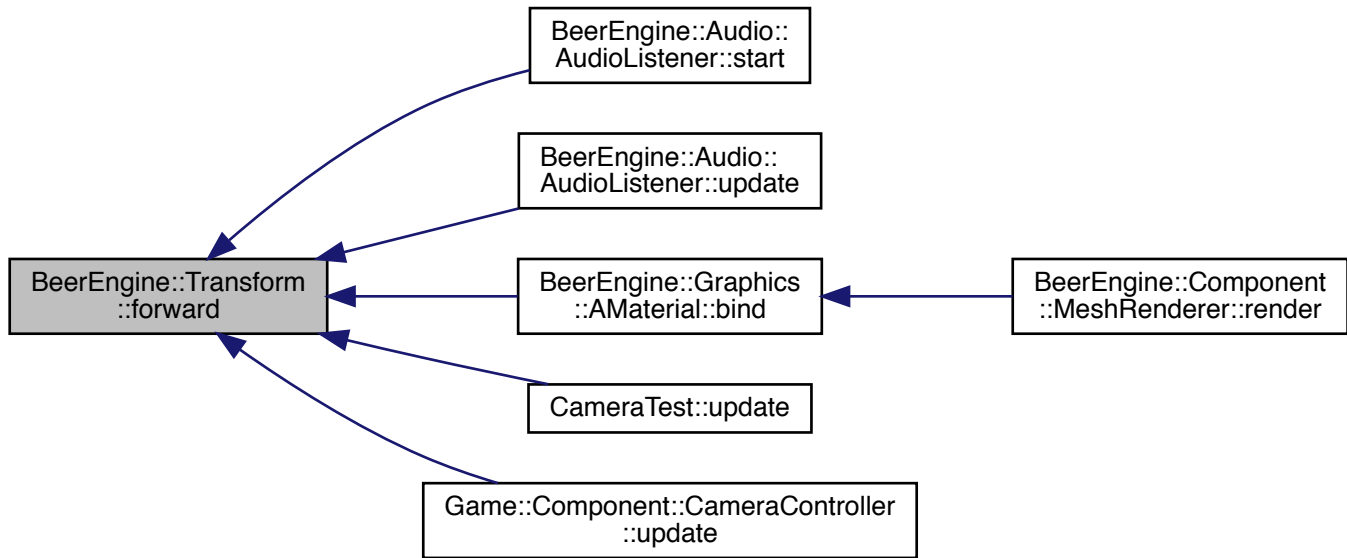 BeerEngine::Audio::
AudioListener::start
BeerEngine::Audio::
AudioListener::update
BeerEngine::Transform
::forward
BeerEngine::Graphics
::AMaterial::bind
BeerEngine::Component
::MeshRenderer::render
CameraTest::update
Game::Component::CameraController
::update